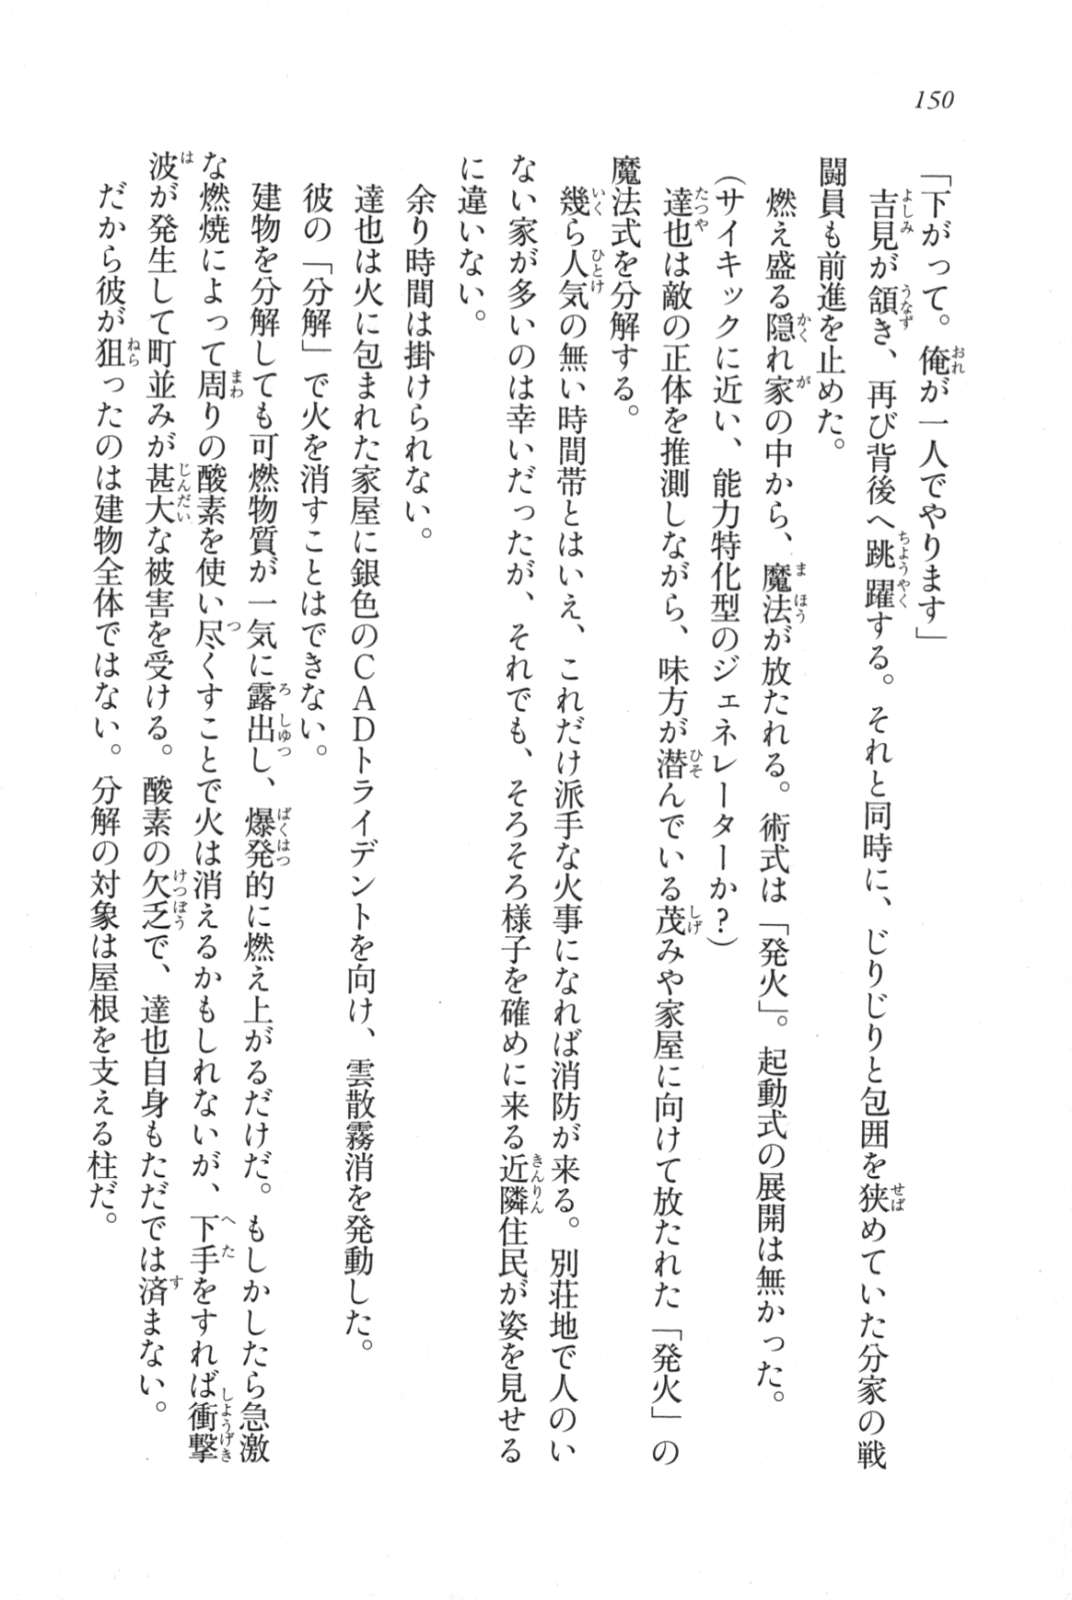 150
「下がって。俺が一人でやります」
吉見が頷き、再び背後へ跳躍する。それと同時に、じりじりと包囲を狭めていた分家の戦
闘員も前進を止めた。
燃え盛る隠れ家の中から、魔法が放たれる。術式は「発火」。起動式の展開は無かった。
（サイキックに近い、能力特化型のジェネレーターか？）
達也は敵の正体を推測しながら、味方が潜んでいる茂みや家屋に向けて放たれた「発火」の
魔法式を分解する。
幾ら人気の無い時間帯とはいえ、これだけ派手な火事になれば消防が来る。別荘地で人のい
ない家が多いのは幸いだったが、それでも、そろそろ様子を確めに来る近隣住民が姿を見せる
に違いない。
余り時間は掛けられない。
達也は火に包まれた家屋に銀色のＣＡＤトライデントを向け、雲散霧消を発動した。
彼の「分解」で火を消すことはできない。
建物を分解しても可燃物質が一気に露出し、爆発的に燃え上がるだけだ。もしかしたら急激
な燃焼によって周りの酸素を使い尽くすことで火は消えるかもしれないが、下手をすれば衝撃
波が発生して町並みが甚大な被害を受ける。酸素の欠乏で、達也自身もただでは済まない。
だから彼が狙ったのは建物全体ではない。分解の対象は屋根を支える柱だ。